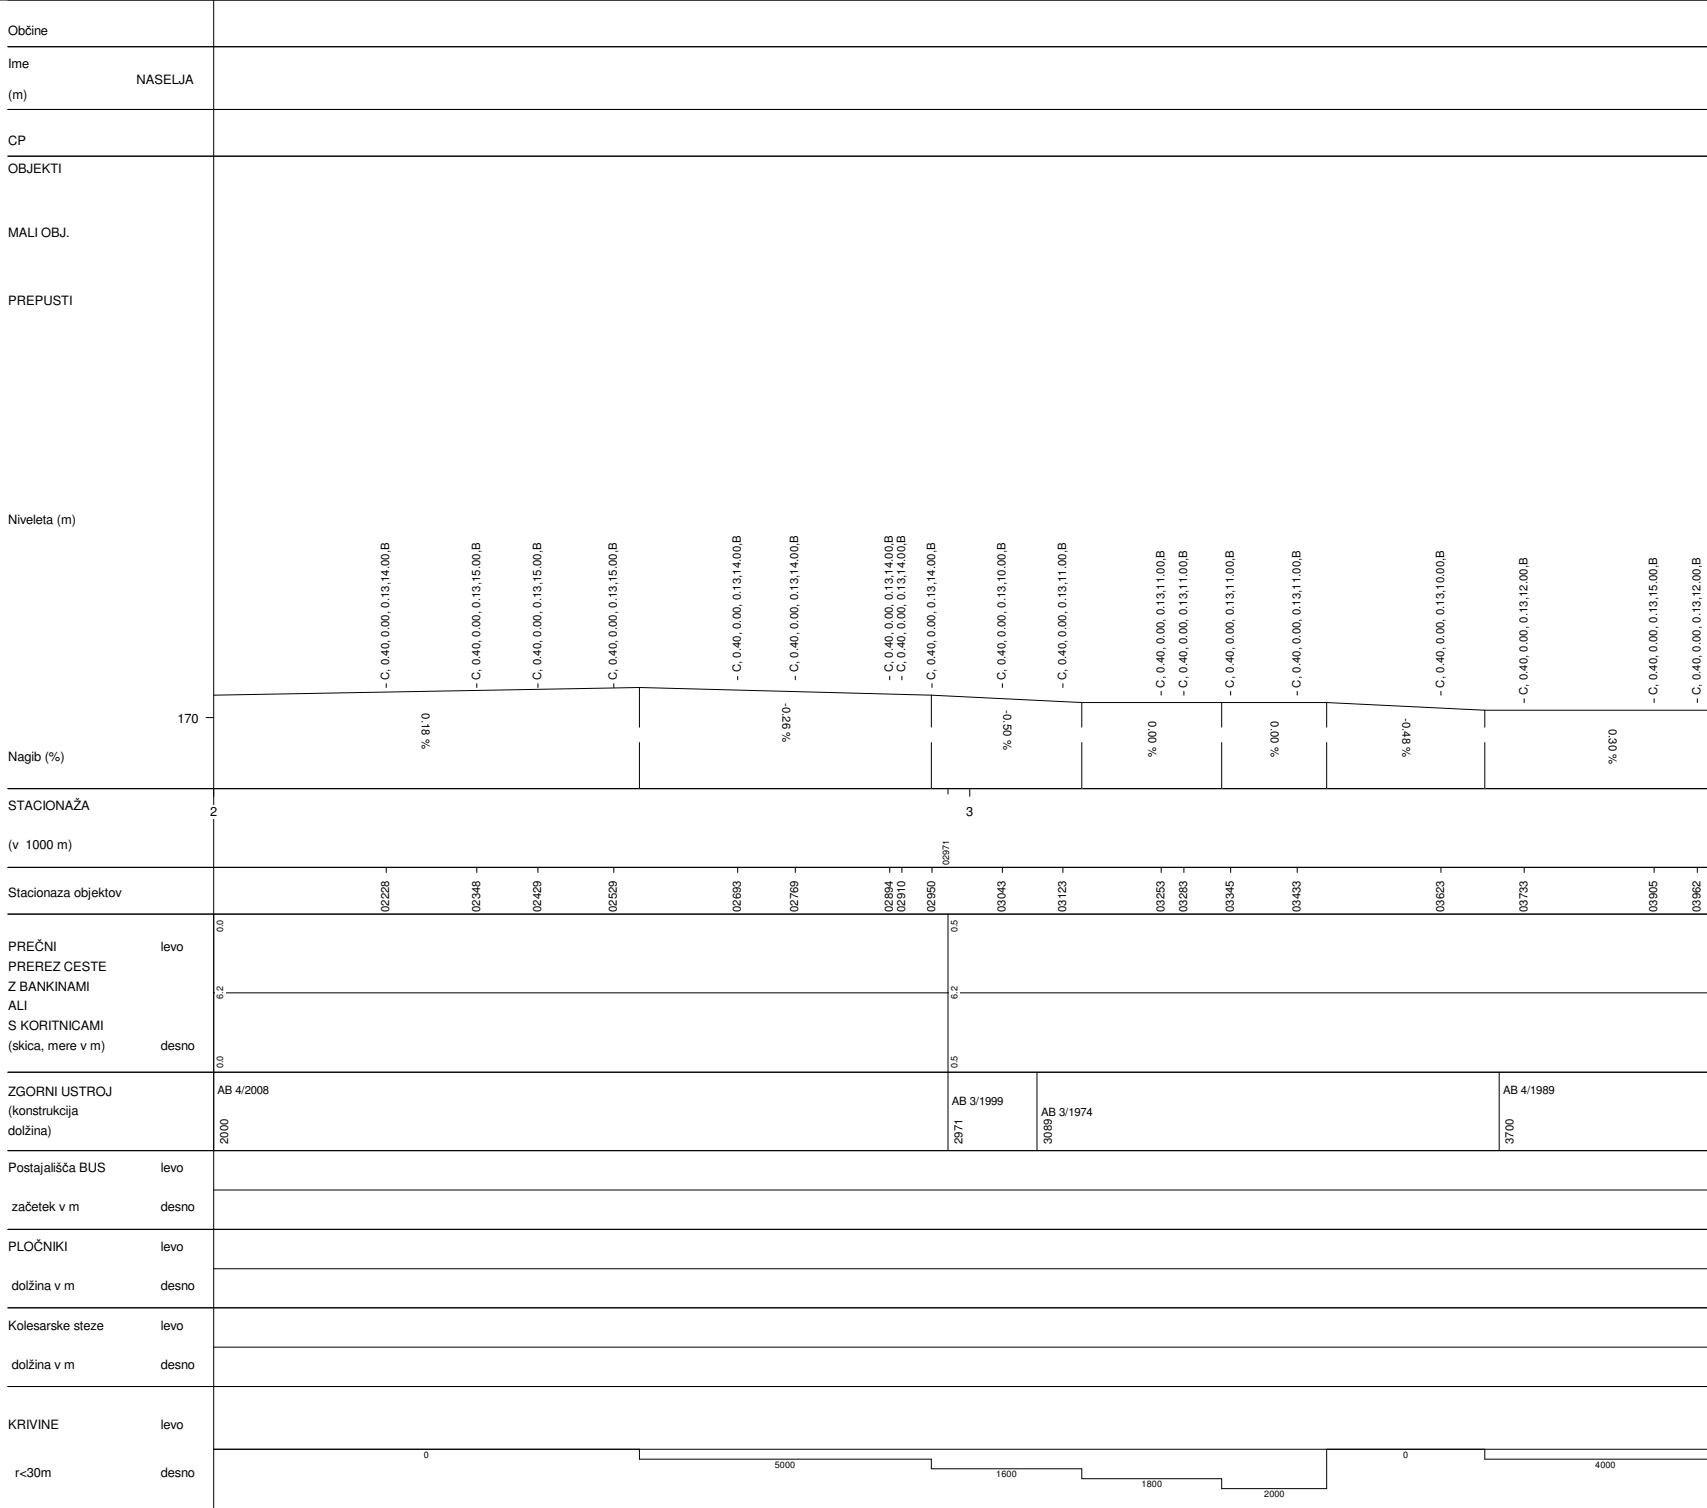 Občine
Ime
NASELJA
(m)
CP
OBJEKTI
MALI OBJ.
PREPUSTI
Niveleta (m)
C, 0.40, 0.00, 0.13,14.00,B
C, 0.40, 0.00, 0.13,15.00,B
C, 0.40, 0.00, 0.13,15.00,B
C, 0.40, 0.00, 0.13,15.00,B
C, 0.40, 0.00, 0.13,14.00,B
C, 0.40, 0.00, 0.13,14.00,B
C, 0.40, 0.00, 0.13,14.00,B
C, 0.40, 0.00, 0.13,14.00,B
C, 0.40, 0.00, 0.13,14.00,B
C, 0.40, 0.00, 0.13,10.00,B
C, 0.40, 0.00, 0.13,11.00,B
C, 0.40, 0.00, 0.13,11.00,B
C, 0.40, 0.00, 0.13,11.00,B
C, 0.40, 0.00, 0.13,11.00,B
C, 0.40, 0.00, 0.13,11.00,B
C, 0.40, 0.00, 0.13,10.00,B
C, 0.40, 0.00, 0.13,12.00,B
C, 0.40, 0.00, 0.13,15.00,B
C, 0.40, 0.00, 0.13,12.00,B
170
Nagib (%)
0.18 %
-0.26 %
-0.50 %
0.00 %
0.00 %
-0.48 %
0.30 %
STACIONAŽA
2
3
(v 1000 m)
02971
Stacionaza objektov
02228
02348
02429
02529
02693
02769
02894
02910
02950
03043
03123
03253
03283
03345
03433
03623
03733
03905
03962
PREČNI levo
PREREZ CESTE
Z BANKINAMI
ALI
S KORITNICAMI
(skica, mere v m) desno
0.0
6.2
0.0
0.5
6.2
0.5
ZGORNI USTROJ
(konstrukcija
dolžina)
AB 4/2008
2000
AB 3/1999
2971
AB 3/1974
3089
AB 4/1989
3700
Postajališča BUS levo
začetek v m desno
PLOČNIKI levo
dolžina v m desno
Kolesarske steze levo
dolžina v m desno
KRIVINE levo
r<30m desno
0
5000
1600
1800
2000
0
4000